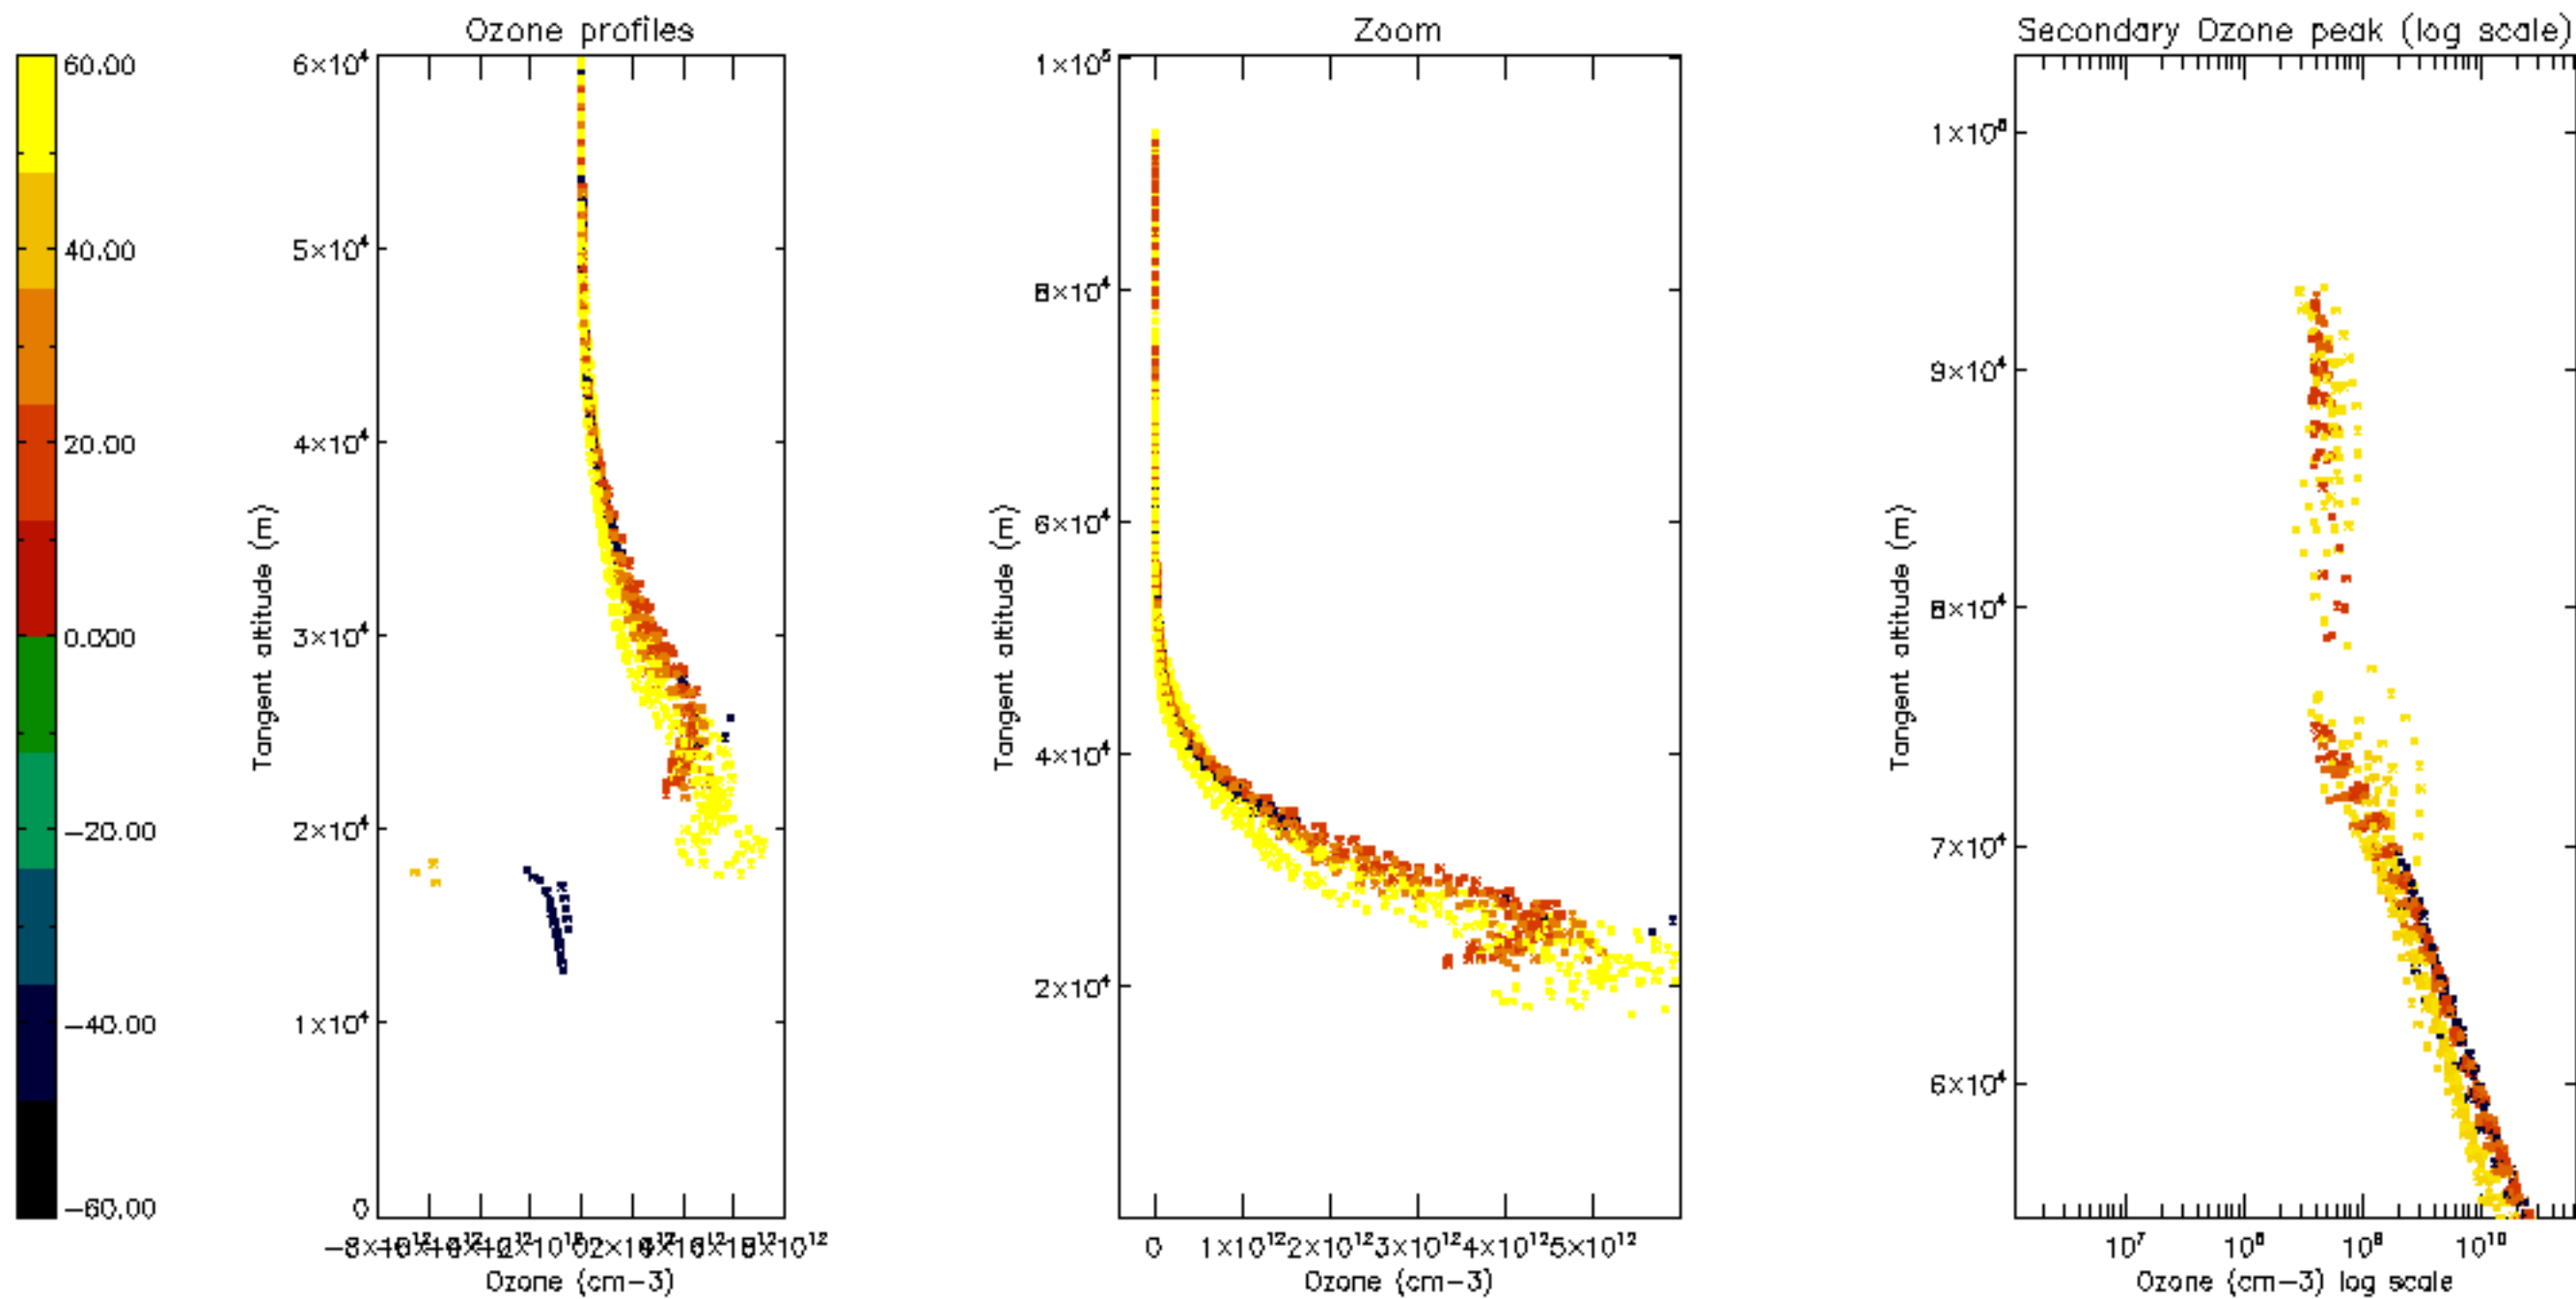 Ozone profiles
Zoom
Secondary Ozone peak (log scale)
60.00
40.00
20.00
0.000
-20.00
-40.00
-60.00
6×10⁴
5×10⁴
4×10⁴
3×10⁴
2×10⁴
1×10⁴
0
Tangent altitude (m)
Ozone (cm-3)
1×10⁵
8×10⁴
6×10⁴
4×10⁴
2×10⁴
Tangent altitude (m)
0 1×10¹² 2×10¹² 3×10¹² 4×10¹² 5×10¹²
Ozone (cm-3)
9×10⁴
8×10⁴
7×10⁴
6×10⁴
Tangent altitude (m)
10⁷ 10⁸ 10⁹ 10¹⁰
Ozone (cm-3) log scale